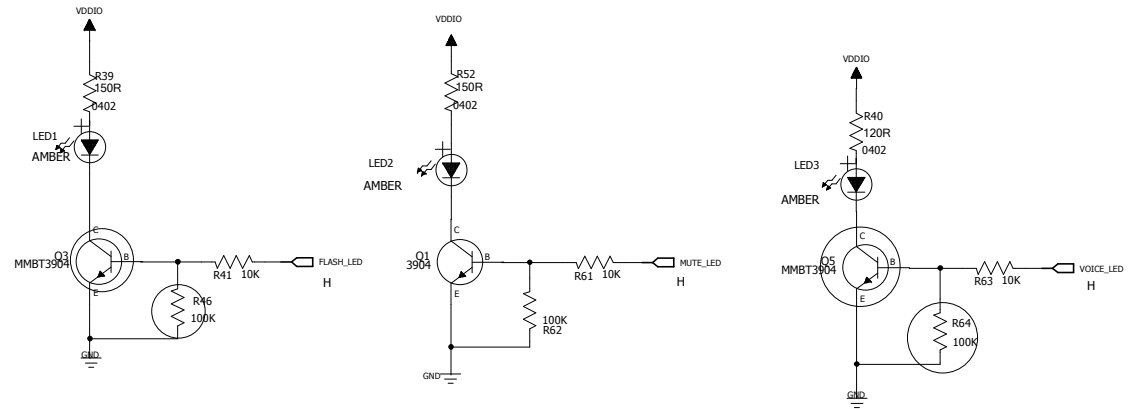 VDDIO
R39
150R
0402
LED1
AMBER
C
Q3
MMBT3904
B
E
R41 10K
FLASH_LED
H
R46
100K
GND
VDDIO
R52
150R
0402
LED2
AMBER
C
Q1
3904
B
E
R61 10K
MUTE_LED
H
100K
R62
GND
VDDIO
R40
120R
0402
LED3
AMBER
C
Q5
MMBT3904
B
E
R63 10K
VOICE_LED
H
R64
100K
GND